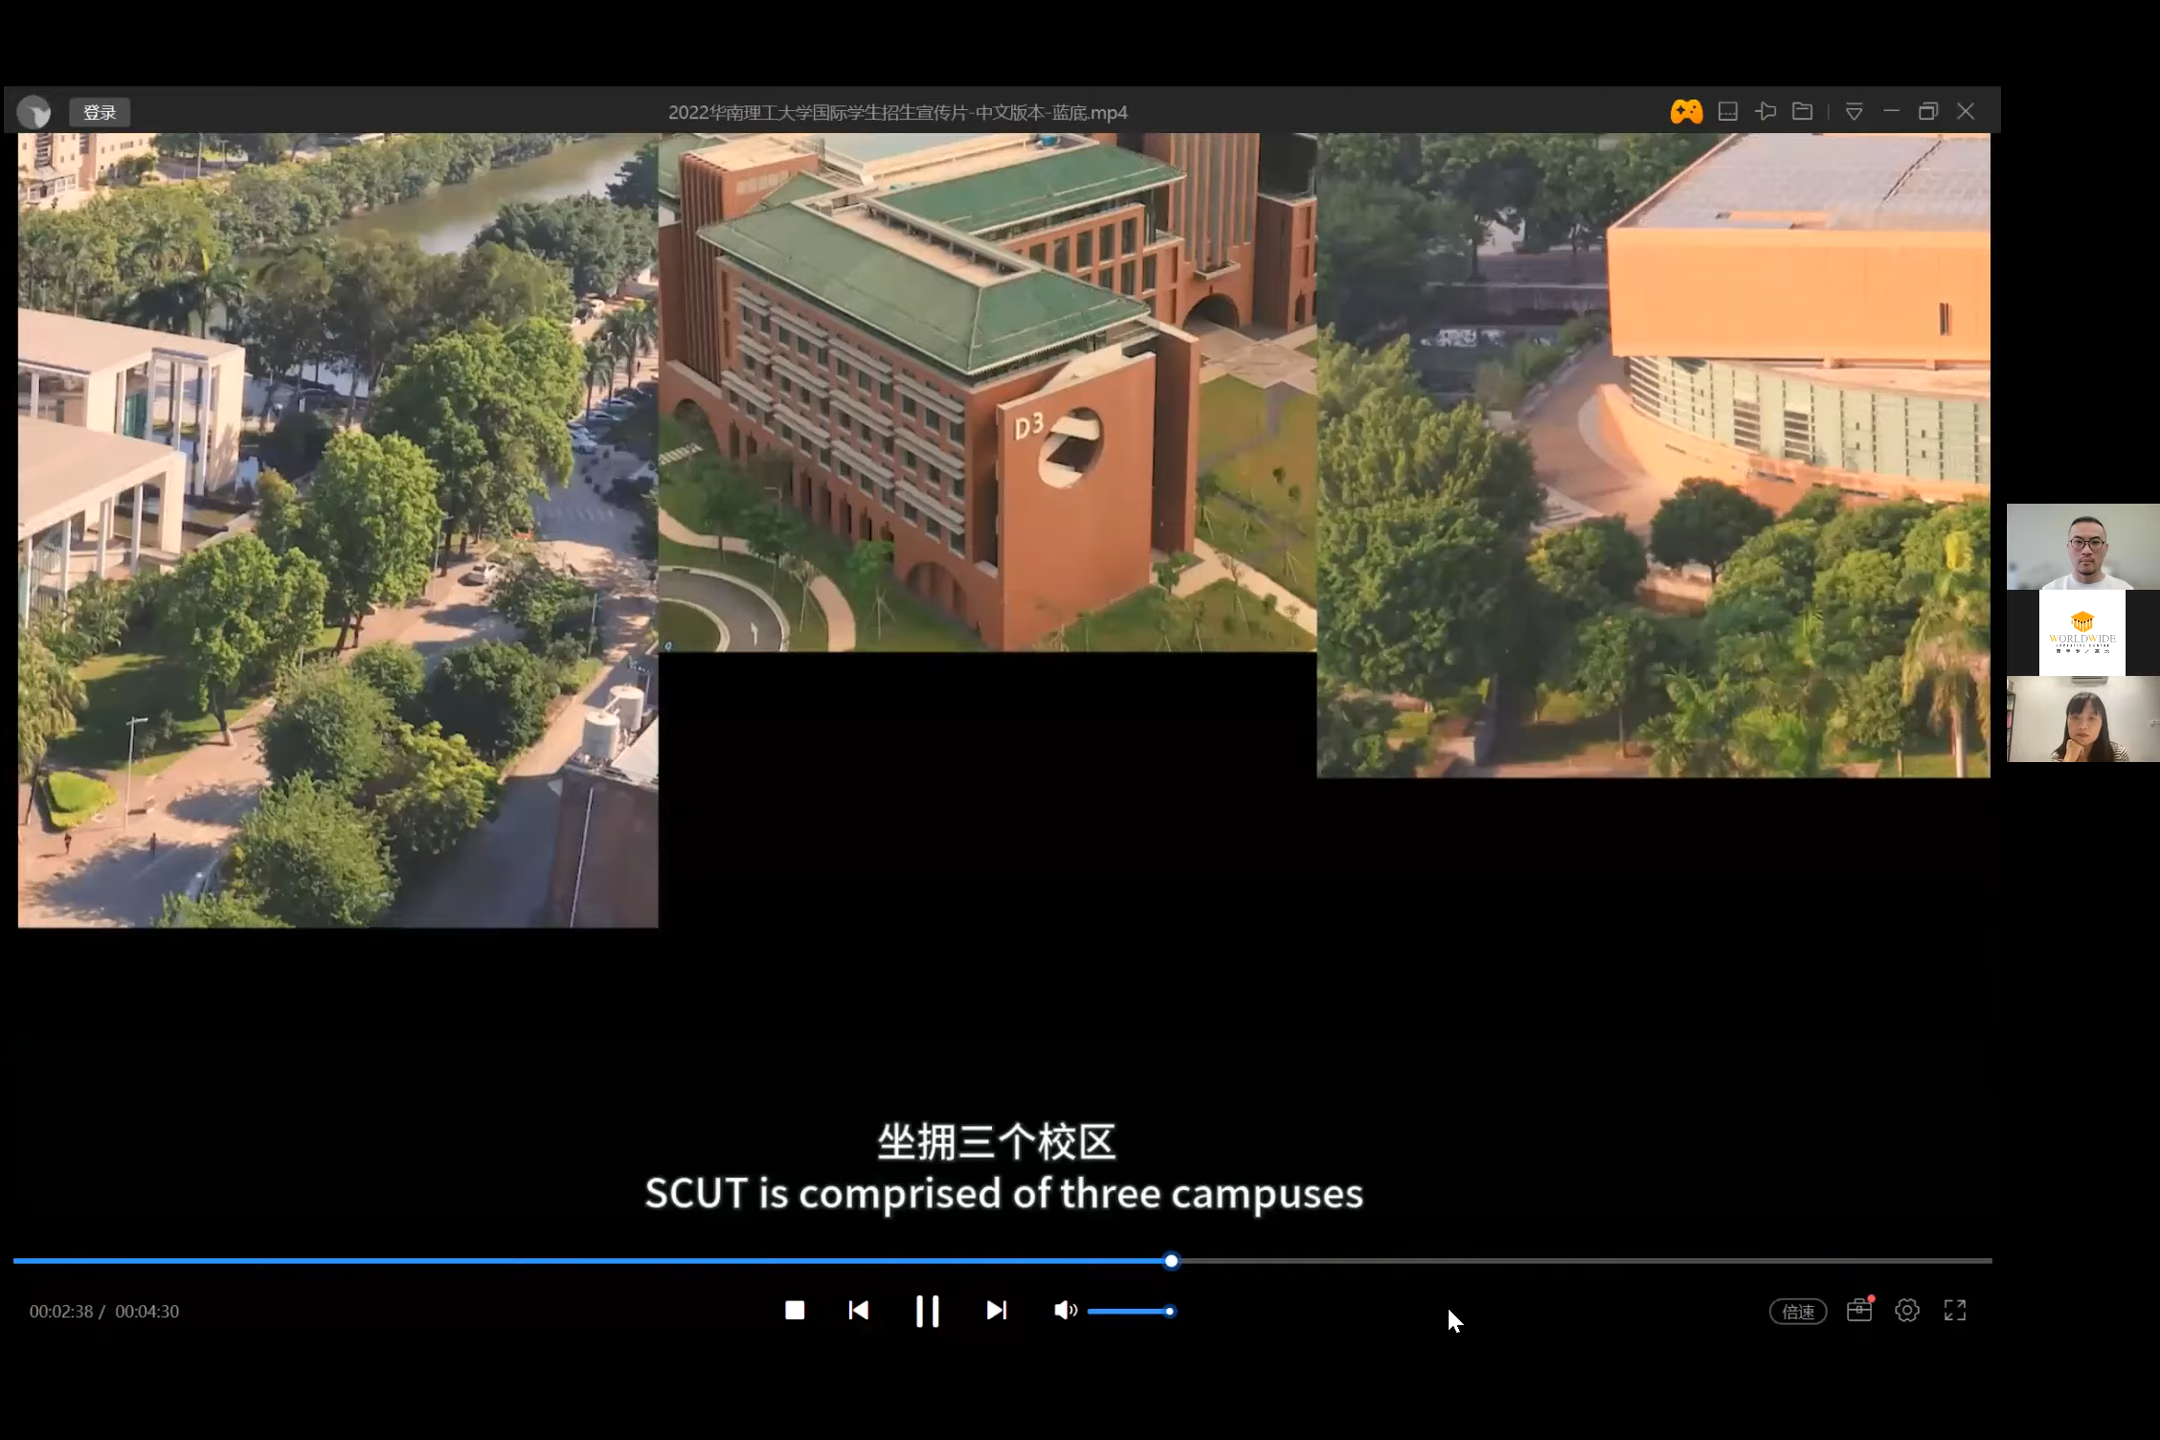 登录
2022华南理工大学国际学生招生宣传片-中文版本-蓝底.mp4
D3
WORLDWIDE
坐拥三个校区
SCUT is comprised of three campuses
00:02:38 / 00:04:30
倍速